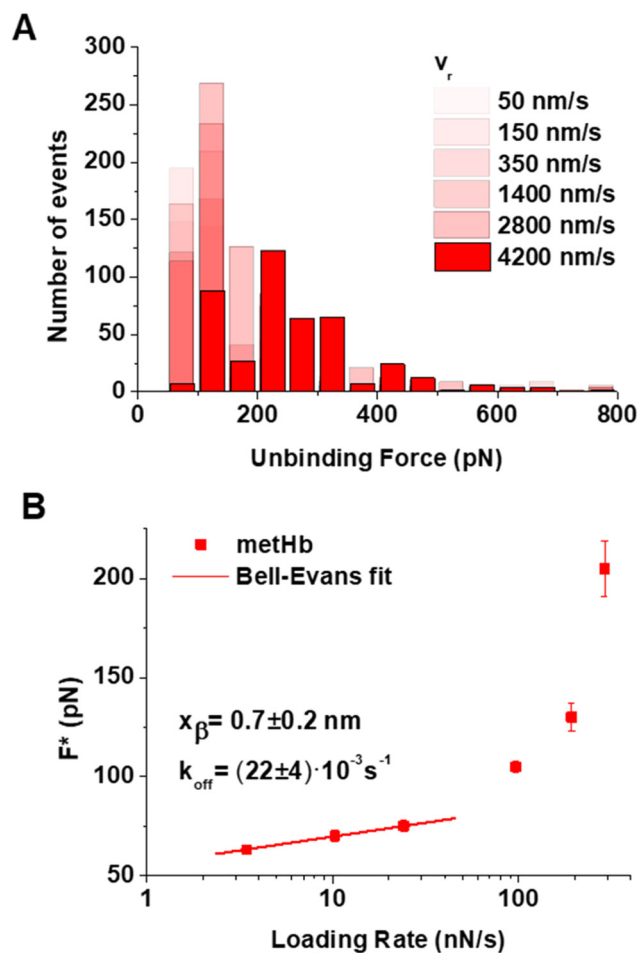 A
300
250
200
150
100
50
0
Number of events
0 200 400 600 800
Unbinding Force (pN)
vr
50 nm/s
150 nm/s
350 nm/s
1400 nm/s
2800 nm/s
4200 nm/s
B
200
150
100
50
F* (pN)
metHb
Bell-Evans fit
xβ = 0.7±0.2 nm
koff = (22±4)·10-3s-1
1 10 100
Loading Rate (nN/s)